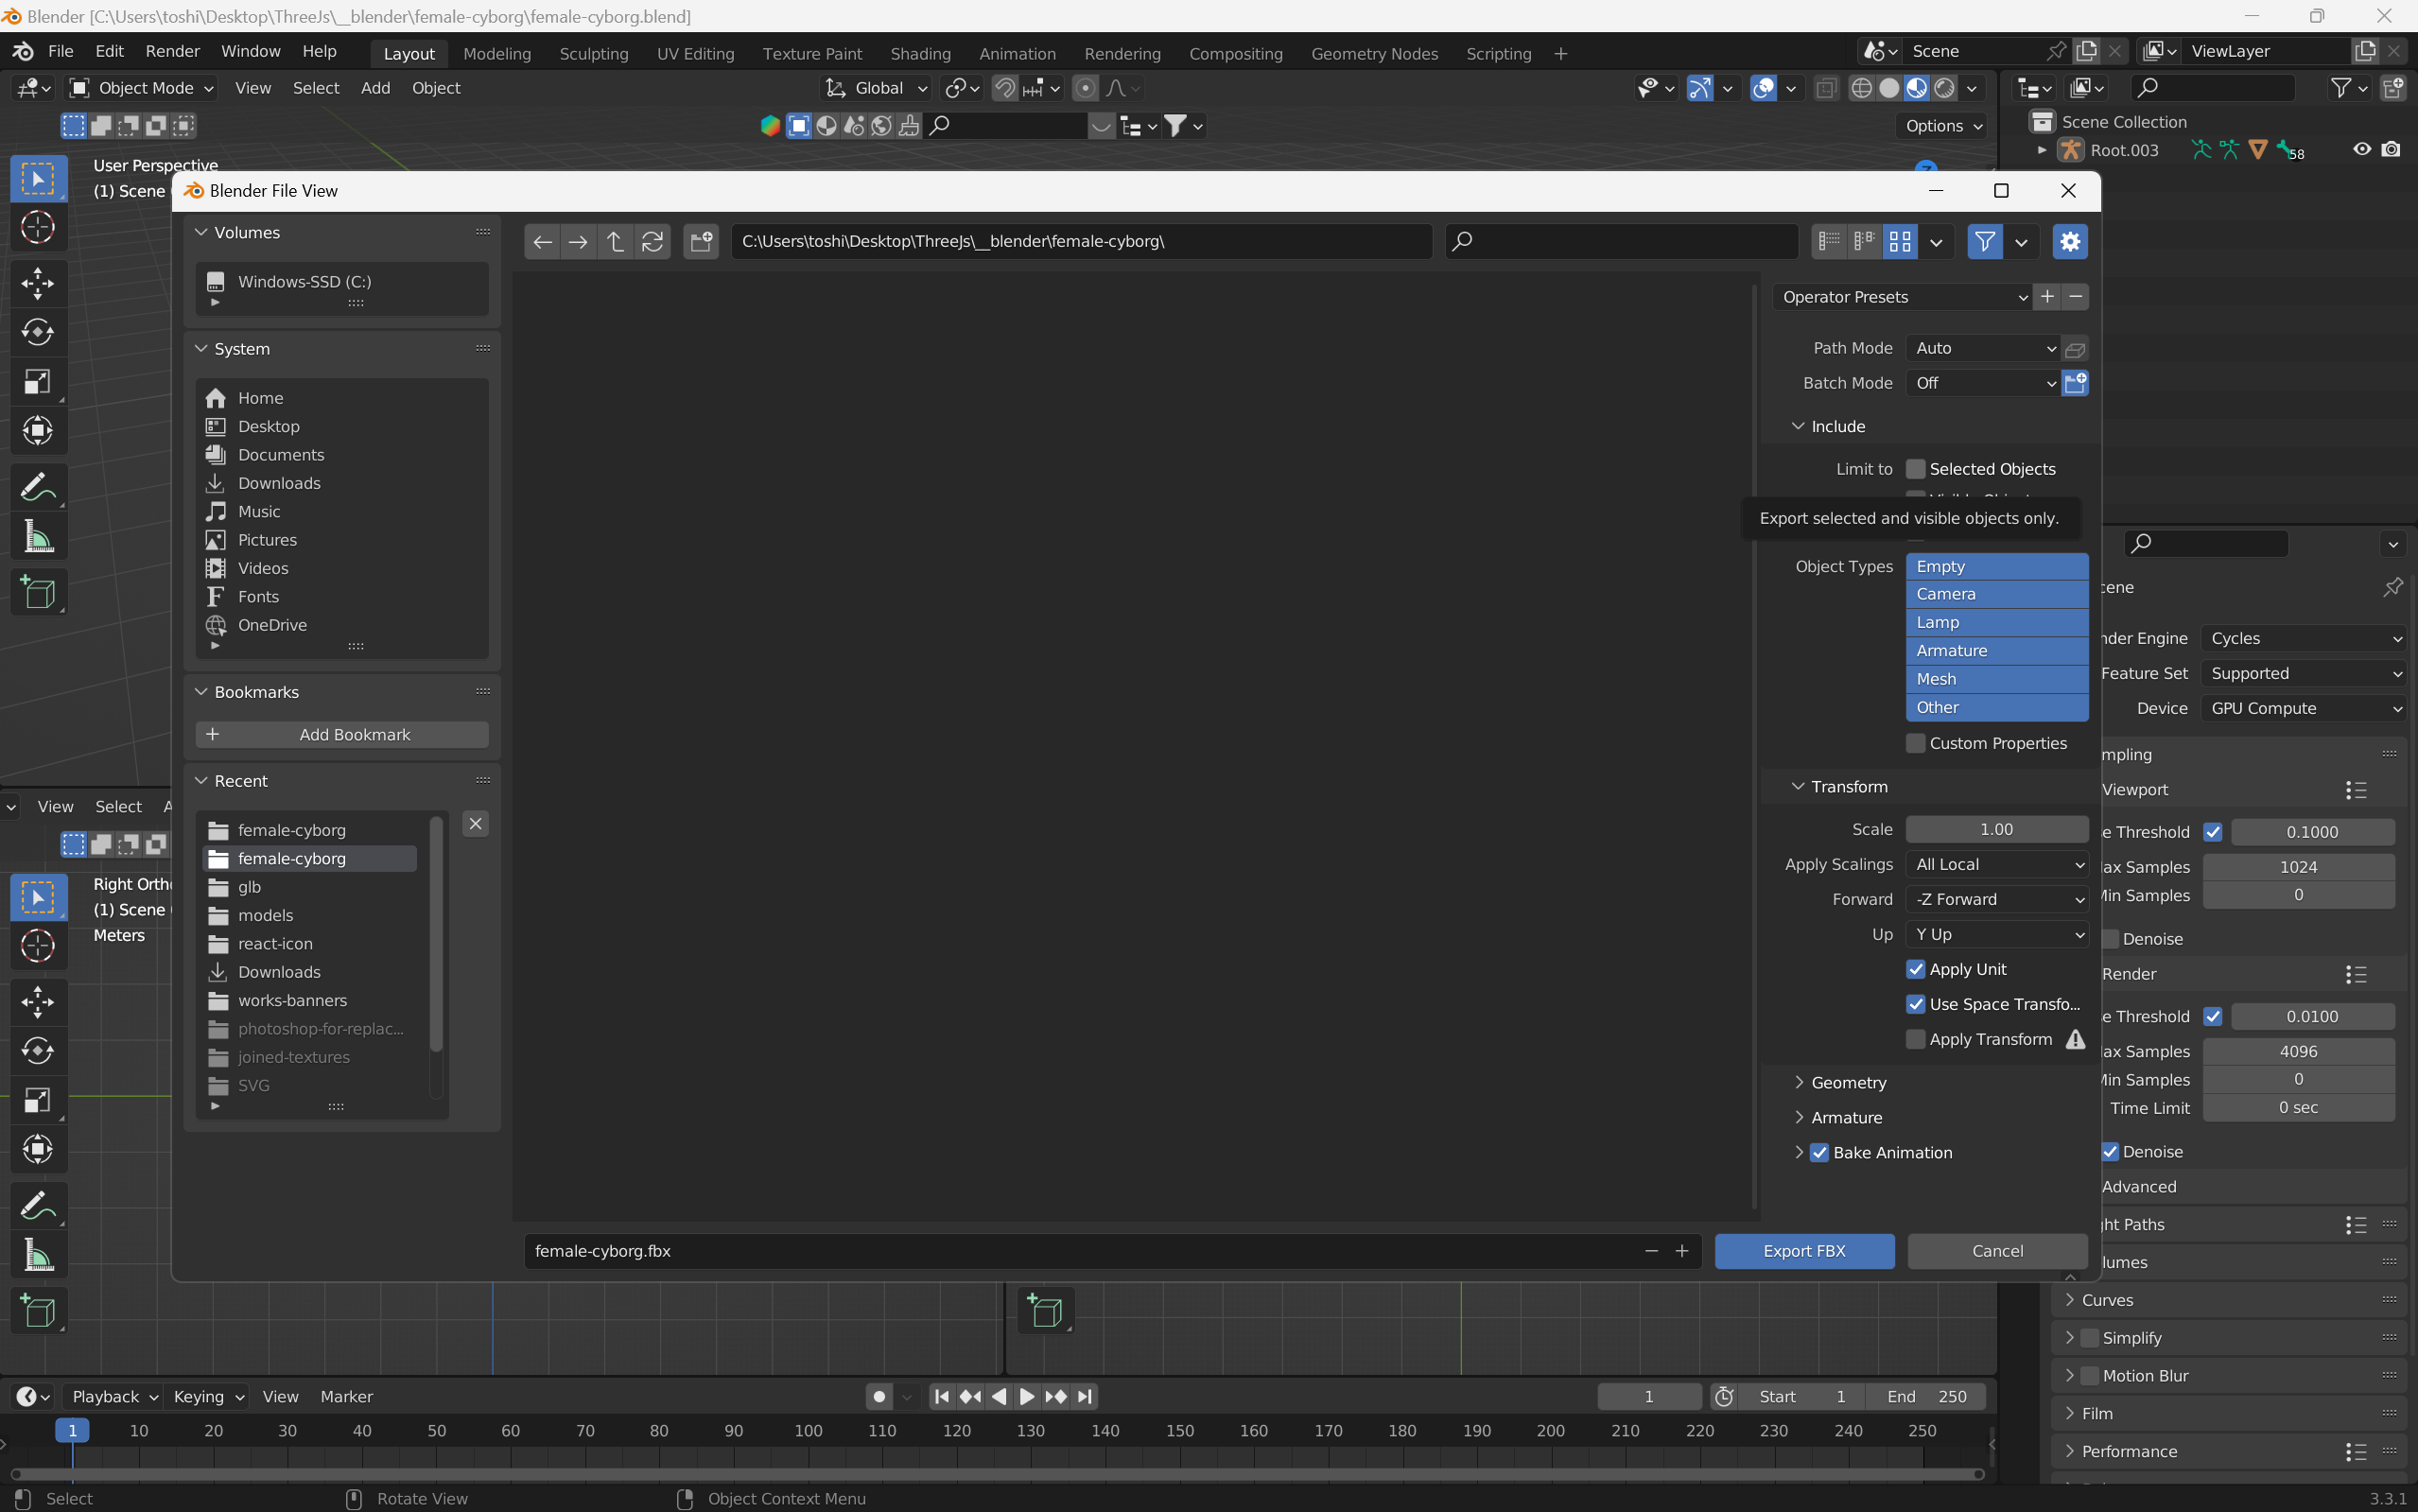 Blender [C:\Users\toshi\Desktop\ThreeJs\__blender\female-cyborg\female-cyborg.blend]
File Edit Render Window Help Layout Modeling Sculpting UV Editing Texture Paint Shading Animation Rendering Compositing Geometry Nodes Scripting + Scene ViewLayer
Object Mode View Select Add Object Global
Options
Scene Collection
Root.003 58
User Perspective
(1) Scene
Blender File View
Volumes
Windows-SSD (C:)
System
Home
Desktop
Documents
Downloads
Music
Pictures
Videos
Fonts
OneDrive
Bookmarks
Add Bookmark
Recent
female-cyborg
female-cyborg
glb
models
react-icon
Downloads
works-banners
photoshop-for-replac...
joined-textures
SVG
C:\Users\toshi\Desktop\ThreeJs\__blender\female-cyborg\
Operator Presets
Path Mode Auto
Batch Mode Off
Include
Limit to Selected Objects
Export selected and visible objects only.
Object Types Empty
Camera
Lamp
Armature
Mesh
Other
Custom Properties
Transform
Scale 1.00
Apply Scalings All Local
Forward -Z Forward
Up Y Up
Apply Unit
Use Space Transfo...
Apply Transform
Geometry
Armature
Bake Animation
female-cyborg.fbx
Export FBX Cancel
View Select
Right Orth
(1) Scene
Meters
cene
nder Engine Cycles
Feature Set Supported
Device GPU Compute
mpling
Viewport
e Threshold 0.1000
ax Samples 1024
Min Samples 0
Denoise
Render
e Threshold 0.0100
ax Samples 4096
Min Samples 0
Time Limit 0 sec
Denoise
Advanced
ght Paths
lumes
Curves
Simplify
Motion Blur
Film
Performance
Playback Keying View Marker 1 Start 1 End 250
1 10 20 30 40 50 60 70 80 90 100 110 120 130 140 150 160 170 180 190 200 210 220 230 240 250
Select Rotate View Object Context Menu 3.3.1